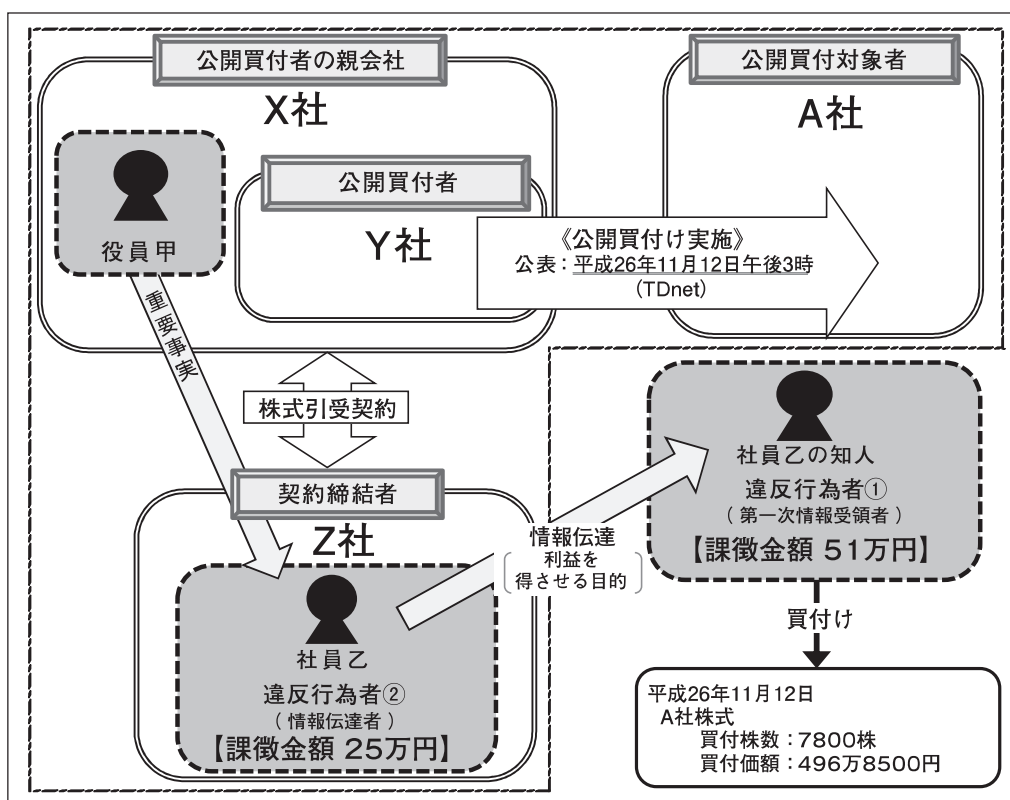 公開買付者の親会社
X社
公開買付対象者
A社
役員甲
公開買付者
Y社
《公開買付け実施》
公表：平成26年11月12日午後3時
(TDnet)
重要事実
株式引受契約
契約締結者
Z社
社員乙
違反行為者②
（情報伝達者）
【課徴金額 25万円】
情報伝達
利益を
得させる目的
社員乙の知人
違反行為者①
（第一次情報受領者）
【課徴金額 51万円】
買付け
平成26年11月12日
A社株式
買付株数：7800株
買付価額：496万8500円